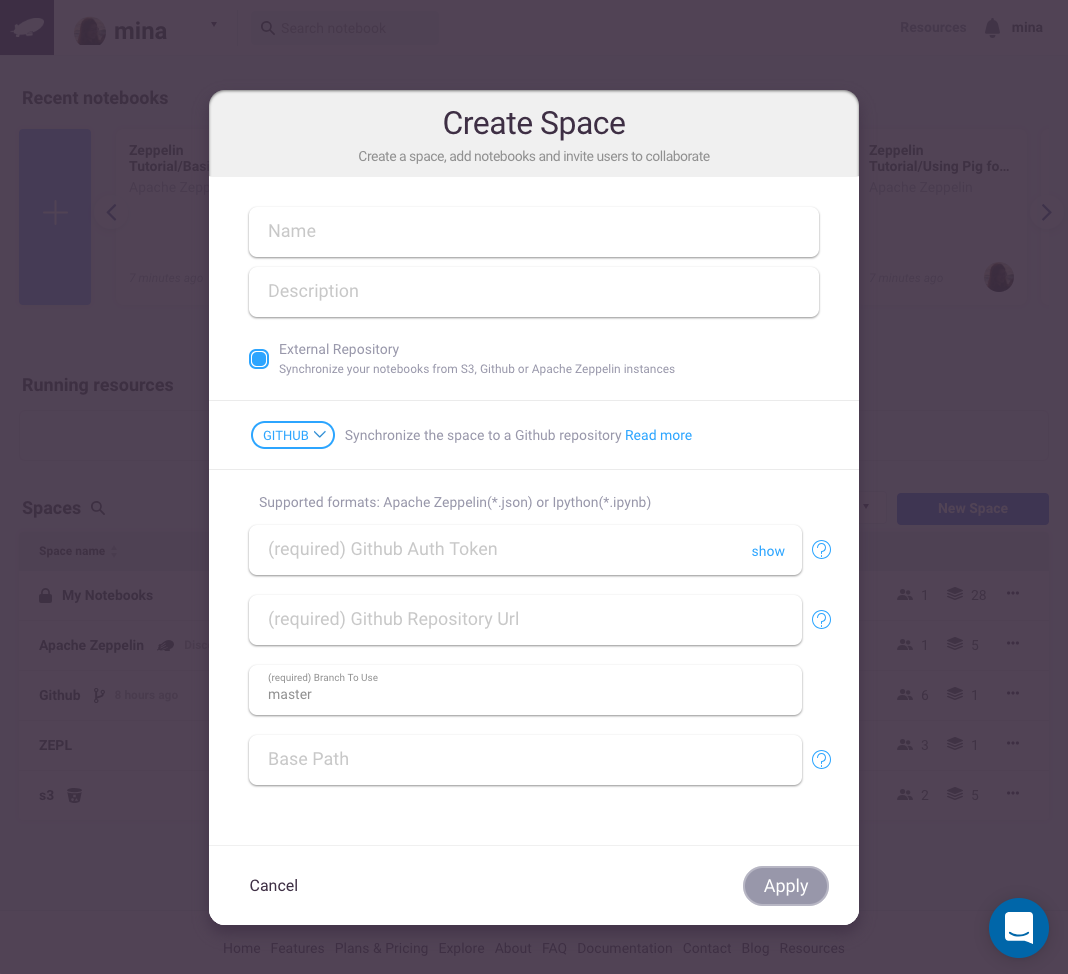 mina
Search notebook
Resources
mina
Recent notebooks
Zeppelin
Tutorial/Bas
Apache Zepp
7 minutes ago
Zeppelin
Tutorial/Using Pig fo...
Apache Zeppelin
7 minutes ago
Create Space
Create a space, add notebooks and invite users to collaborate
Name
Description
External Repository
Synchronize your notebooks from S3, Github or Apache Zeppelin instances
Running resources
GITHUB
Synchronize the space to a Github repository Read more
Supported formats: Apache Zeppelin(*.json) or Ipython(*.ipynb)
Spaces
New Space
(required) Github Auth Token
show
?
Space name
My Notebooks
1
28
(required) Github Repository Url
?
Apache Zeppelin
1
5
(required) Branch To Use
master
Github
8 hours ago
6
1
ZEPL
3
1
Base Path
?
s3
2
5
Cancel
Apply
Home Features Plans & Pricing Explore About FAQ Documentation Contact Blog Resources